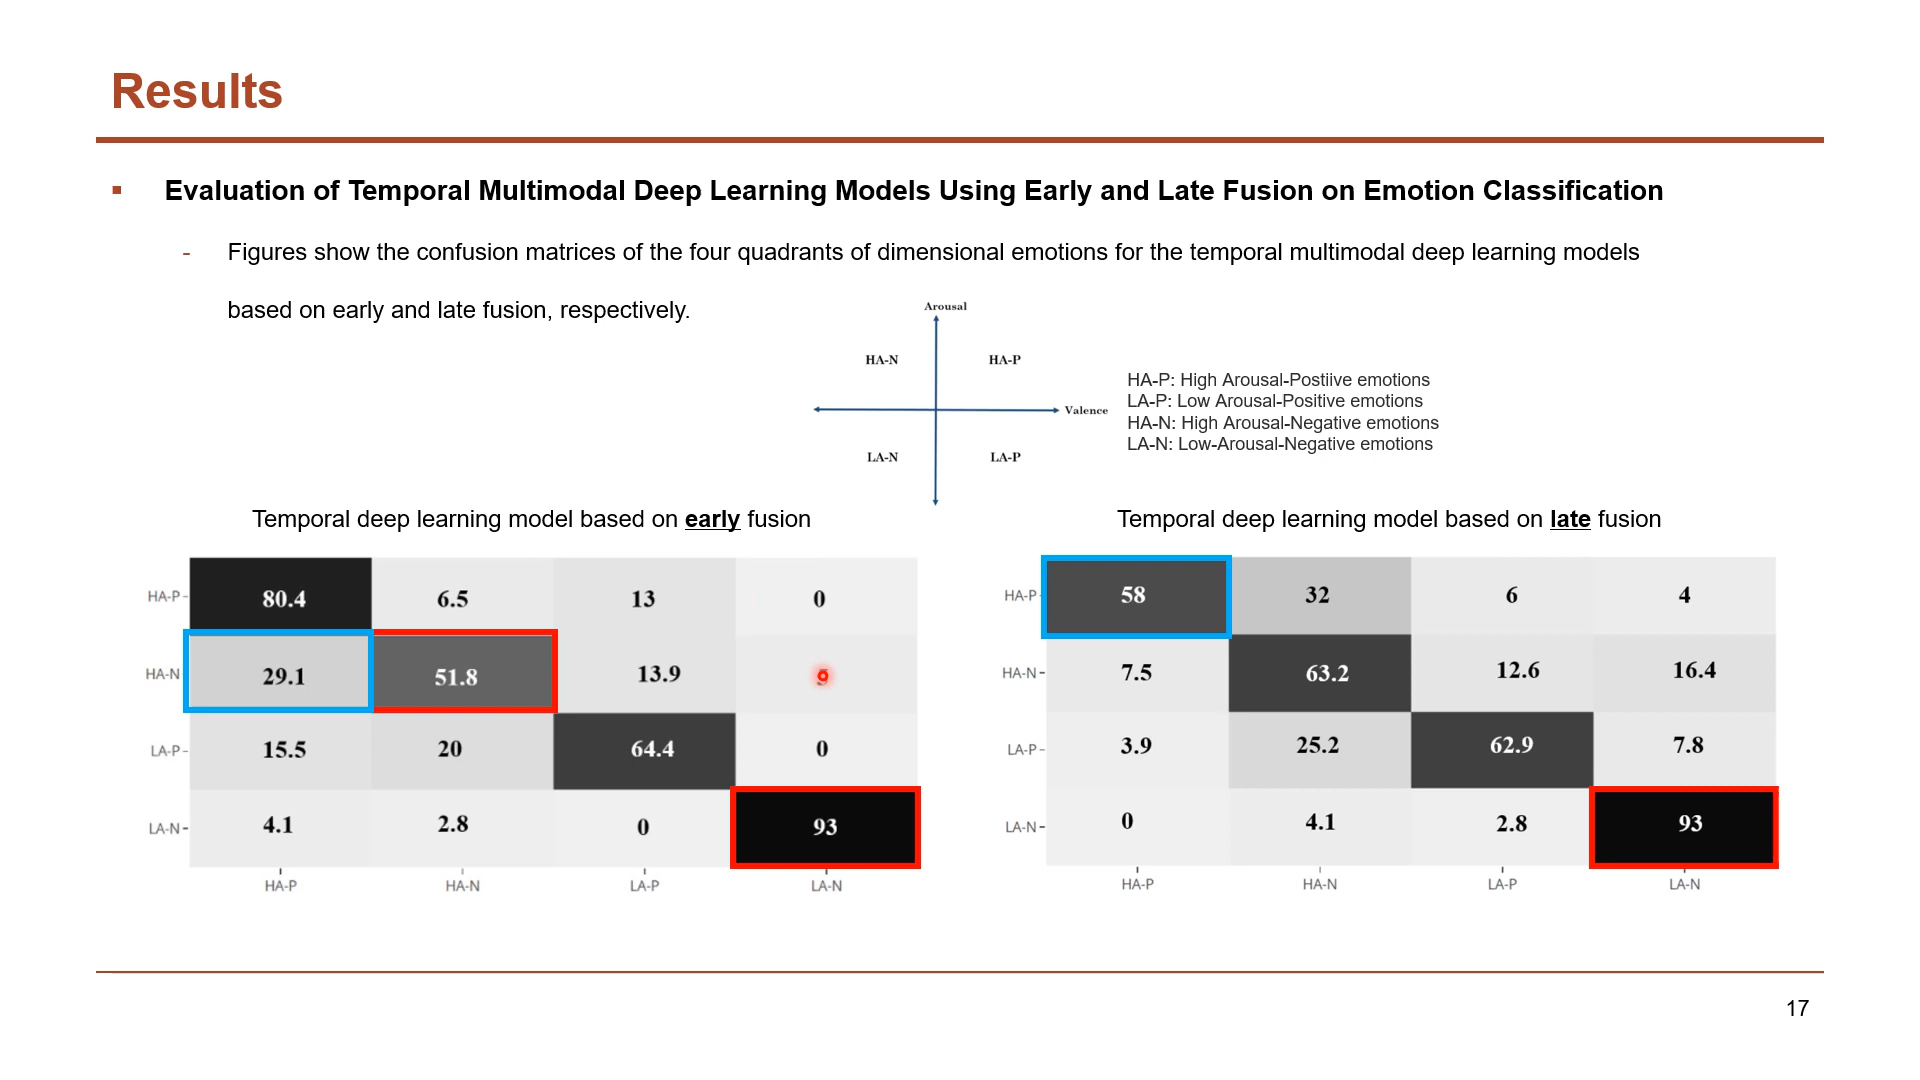 Results
Evaluation of Temporal Multimodal Deep Learning Models Using Early and Late Fusion on Emotion Classification
- Figures show the confusion matrices of the four quadrants of dimensional emotions for the temporal multimodal deep learning models
based on early and late fusion, respectively.
Arousal
HA-N HA-P
Valence
LA-N LA-P
HA-P: High Arousal-Postiive emotions
LA-P: Low Arousal-Positive emotions
HA-N: High Arousal-Negative emotions
LA-N: Low-Arousal-Negative emotions
Temporal deep learning model based on early fusion
HA-P 80.4 6.5 13 0
HA-N 29.1 51.8 13.9
LA-P 15.5 20 64.4 0
LA-N 4.1 2.8 0 93
HA-P HA-N LA-P LA-N
Temporal deep learning model based on late fusion
HA-P 58 32 6 4
HA-N 7.5 63.2 12.6 16.4
LA-P 3.9 25.2 62.9 7.8
LA-N 0 4.1 2.8 93
HA-P HA-N LA-P LA-N
17